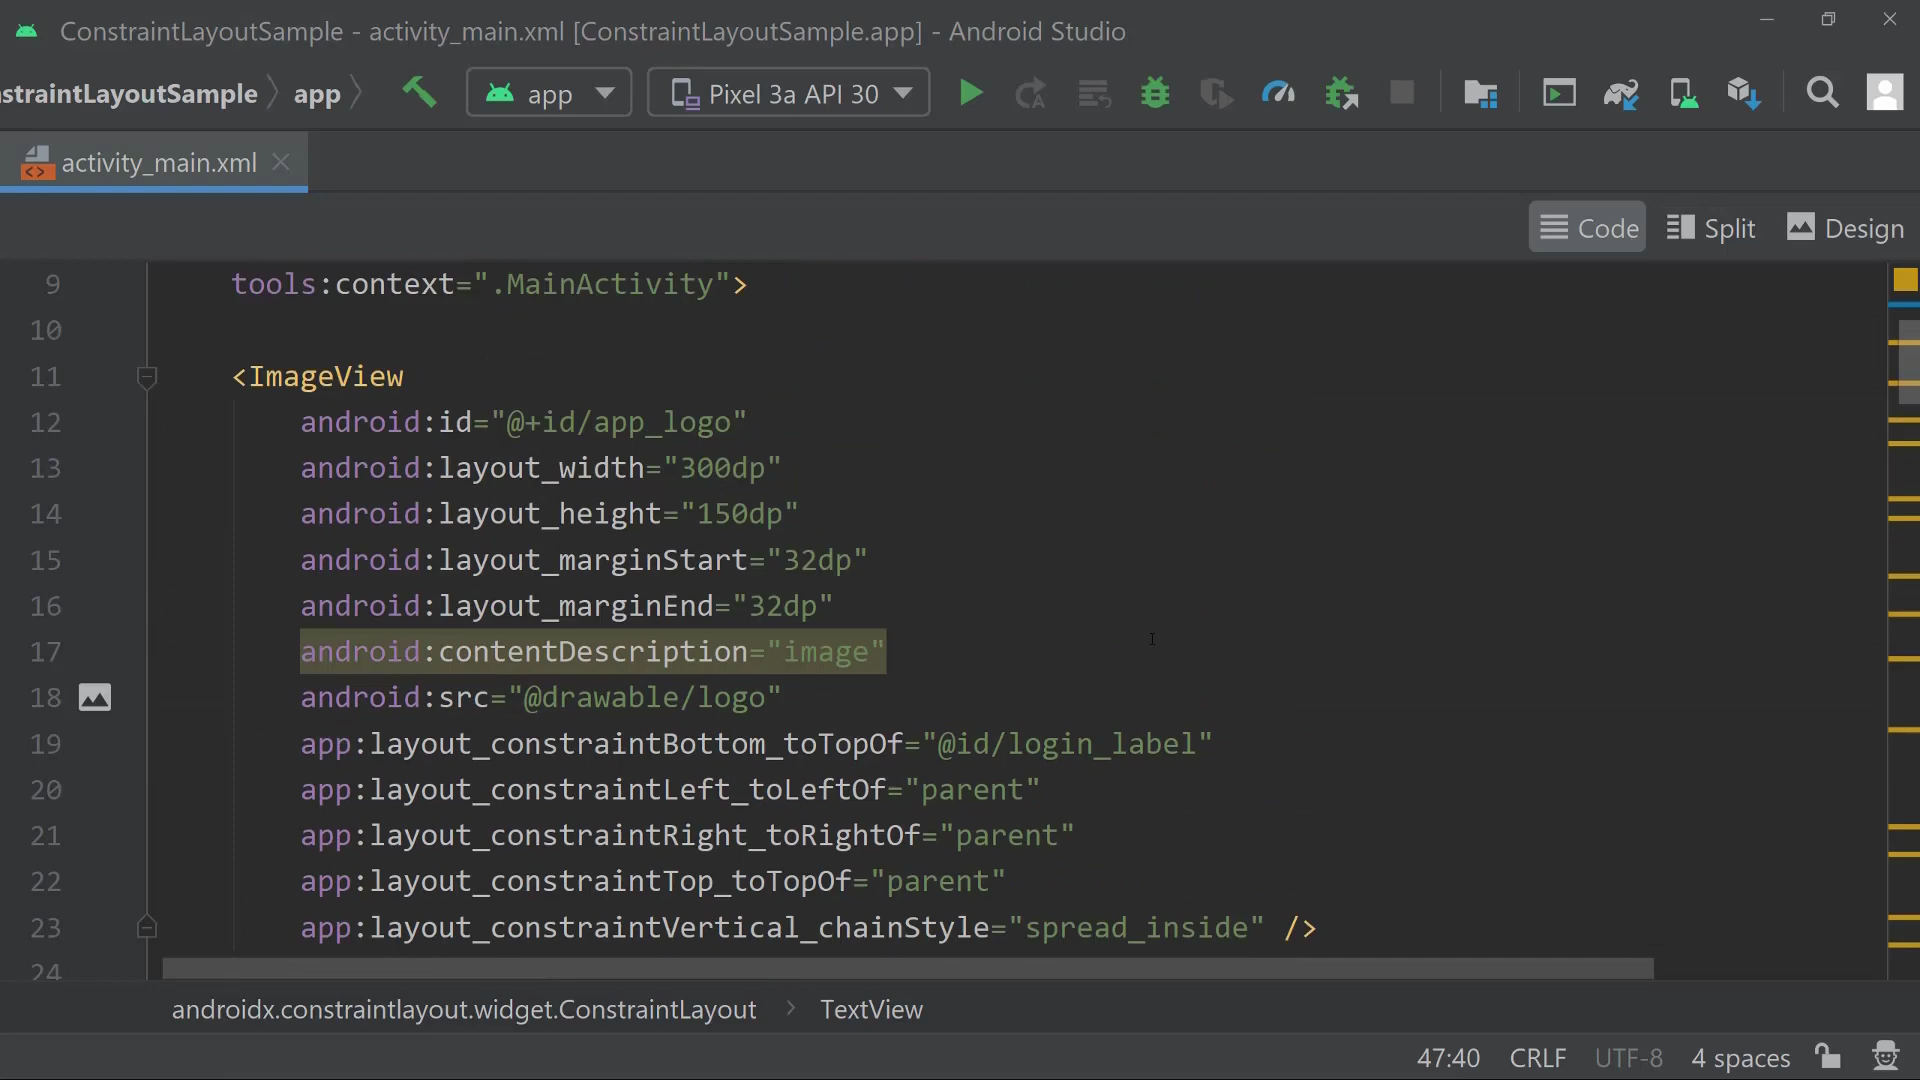 ConstraintLayoutSample - activity_main.xml [ConstraintLayoutSample.app] - Android Studio
straintLayoutSample app app Pixel 3a API 30
activity_main.xml
Code Split Design
9 tools:context=".MainActivity">
10
11 <ImageView
12 android:id="@+id/app_logo"
13 android:layout_width="300dp"
14 android:layout_height="150dp"
15 android:layout_marginStart="32dp"
16 android:layout_marginEnd="32dp"
17 android:contentDescription="image"
18 android:src="@drawable/logo"
19 app:layout_constraintBottom_toTopOf="@id/login_label"
20 app:layout_constraintLeft_toLeftOf="parent"
21 app:layout_constraintRight_toRightOf="parent"
22 app:layout_constraintTop_toTopOf="parent"
23 app:layout_constraintVertical_chainStyle="spread_inside" />
24
androidx.constraintlayout.widget.ConstraintLayout TextView
47:40 CRLF UTF-8 4 spaces